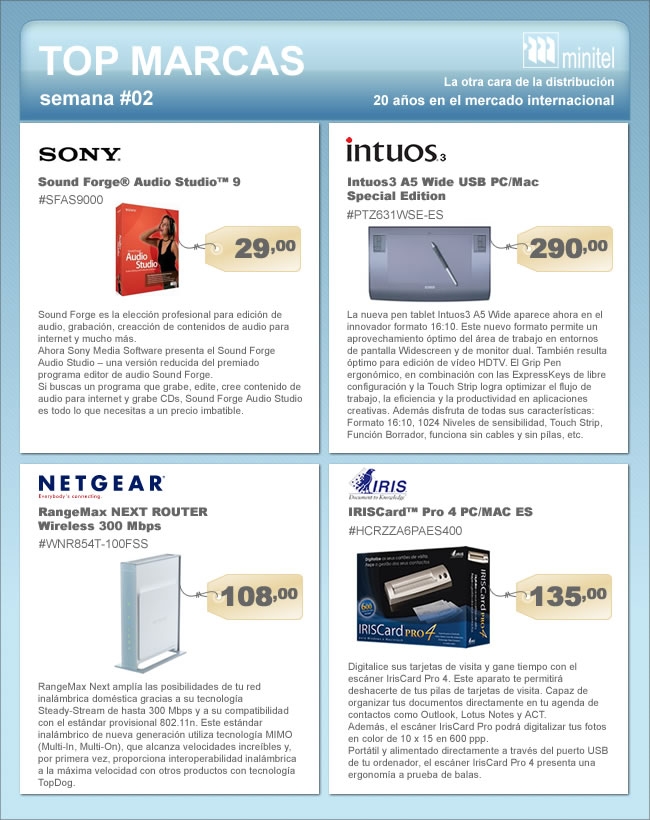 TOP MARCAS
semana #02
minitel
La otra cara de la distribución
20 años en el mercado internacional
SONY.
Sound Forge® Audio Studio™ 9
#SFAS9000
Audio
Studio
29,00
Sound Forge es la elección profesional para edición de
audio, grabación, creacción de contenidos de audio para
internet y mucho más.
Ahora Sony Media Software presenta el Sound Forge
Audio Studio – una versión reducida del premiado
programa editor de audio Sound Forge.
Si buscas un programa que grabe, edite, cree contenido de
audio para internet y grabe CDs, Sound Forge Audio Studio
es todo lo que necesitas a un precio imbatible.
intuos.3
Intuos3 A5 Wide USB PC/Mac
Special Edition
#PTZ631WSE-ES
290,00
La nueva pen tablet Intuos3 A5 Wide aparece ahora en el
innovador formato 16:10. Este nuevo formato permite un
aprovechamiento óptimo del área de trabajo en entornos
de pantalla Widescreen y de monitor dual. También resulta
óptimo para edición de vídeo HDTV. El Grip Pen
ergonómico, en combinación con las ExpressKeys de libre
configuración y la Touch Strip logra optimizar el flujo de
trabajo, la eficiencia y la productividad en aplicaciones
creativas. Además disfruta de todas sus características:
Formato 16:10, 1024 Niveles de sensibilidad, Touch Strip,
Función Borrador, funciona sin cables y sin pilas, etc.
NETGEAR®
Everybody's connecting.
RangeMax NEXT ROUTER
Wireless 300 Mbps
#WNR854T-100FSS
108,00
RangeMax Next amplía las posibilidades de tu red
inalámbrica doméstica gracias a su tecnología
Steady-Stream de hasta 300 Mbps y a su compatibilidad
con el estándar provisional 802.11n. Este estándar
inalámbrico de nueva generación utiliza tecnología MIMO
(Multi-In, Multi-On), que alcanza velocidades increíbles y,
por primera vez, proporciona interoperabilidad inalámbrica
a la máxima velocidad con otros productos con tecnología
TopDog.
IRIS
Document to Knowledge
IRISCard™ Pro 4 PC/MAC ES
#HCRZZA6PAES400
Digitalize os seus cartões de visita,
Faça a gestão dos seus contactos
IRIS
600
IRISCard PRO 4
IRISCard PRO 4
135,00
Digitalice sus tarjetas de visita y gane tiempo con el
escáner IrisCard Pro 4. Este aparato te permitirá
deshacerte de tus pilas de tarjetas de visita. Capaz de
organizar tus documentos directamente en tu agenda de
contactos como Outlook, Lotus Notes y ACT.
Además, el escáner IrisCard Pro podrá digitalizar tus fotos
en color de 10 x 15 en 600 ppp.
Portátil y alimentado directamente a través del puerto USB
de tu ordenador, el escáner IrisCard Pro 4 presenta una
ergonomía a prueba de balas.